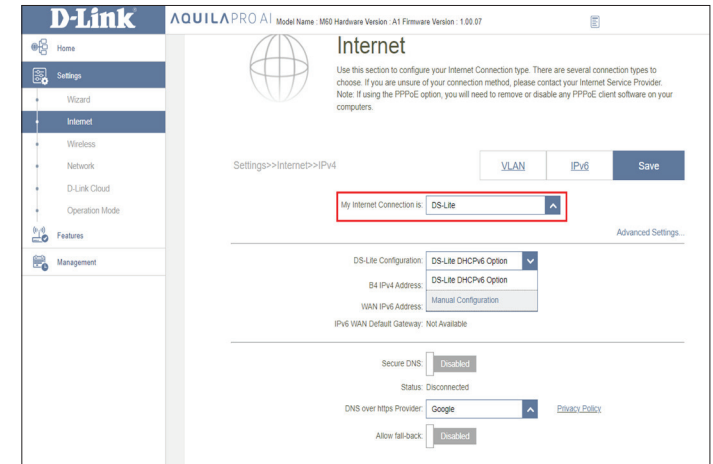 D-Link
AQUILA PRO AI Model Name : M60 Hardware Version : A1 Firmware Version : 1.00.07
Home
Settings
Wizard
Internet
Wireless
Network
D-Link Cloud
Operation Mode
Features
Management
Internet
Use this section to configure your Internet Connection type. There are several connection types to
choose. If you are unsure of your connection method, please contact your Internet Service Provider.
Note: If using the PPPoE option, you will need to remove or disable any PPPoE client software on your
computers.
Settings>>Internet>>IPv4
VLAN
IPv6
Save
My Internet Connection is: DS-Lite
Advanced Settings...
DS-Lite Configuration: DS-Lite DHCPv6 Option
DS-Lite DHCPv6 Option
B4 IPv4 Address:
Manual Configuration
WAN IPv6 Address:
IPv6 WAN Default Gateway: Not Available
Secure DNS: Disabled
Status: Disconnected
DNS over https Provider: Google
Privacy Policy
Allow fall-back: Disabled